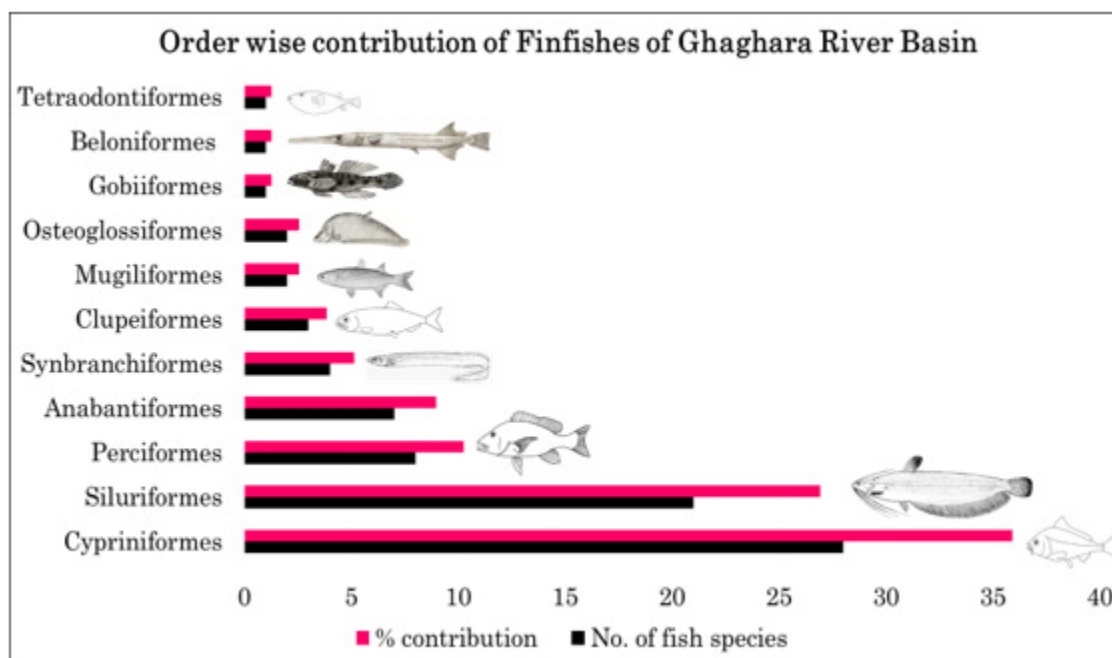 Order wise contribution of Finfishes of Ghaghara River Basin
Tetraodontiformes
Beloniformes
Gobiiformes
Osteoglossiformes
Mugiliformes
Clupeiformes
Synbranchiformes
Anabantiformes
Perciformes
Siluriformes
Cypriniformes
0 5 10 15 20 25 30 35 40
% contribution No. of fish species